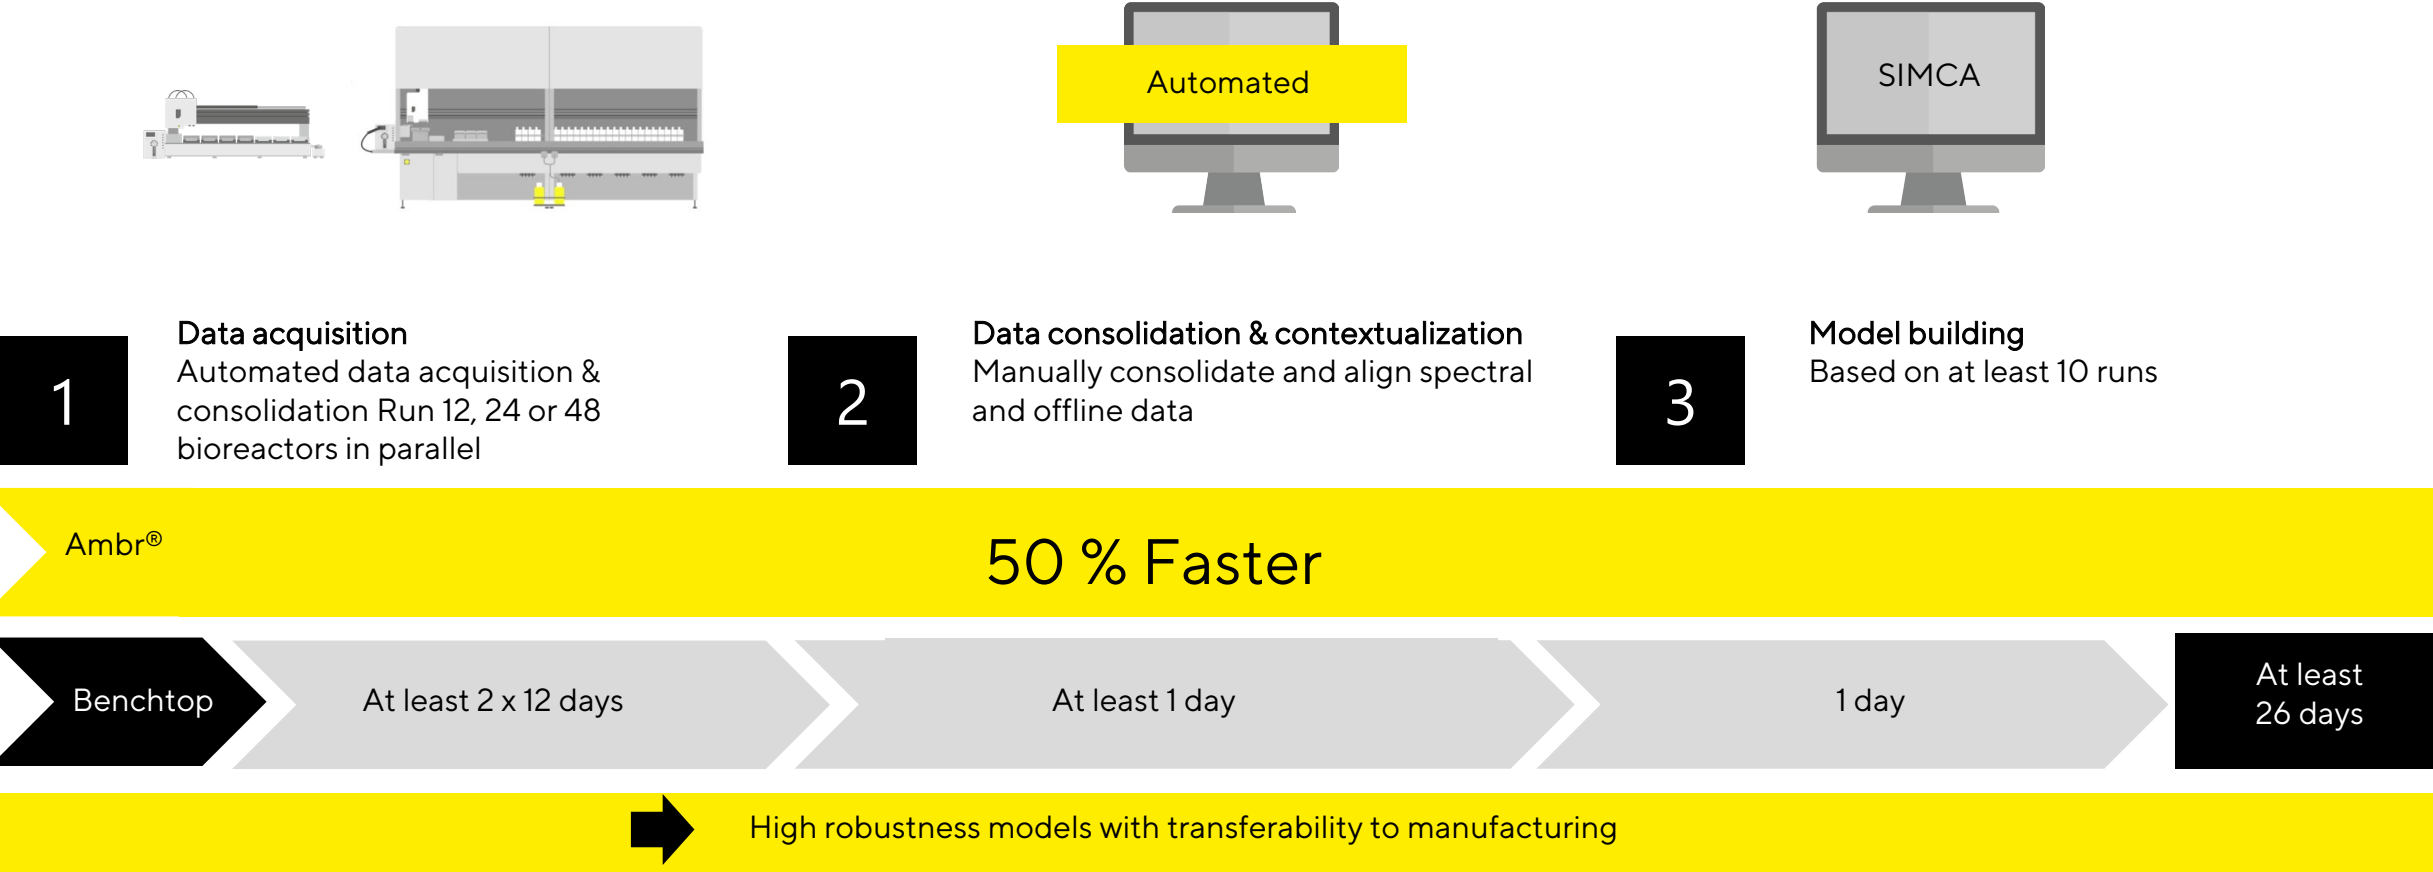 Automated
SIMCA
1
Data acquisition
Automated data acquisition &
consolidation Run 12, 24 or 48
bioreactors in parallel
2
Data consolidation & contextualization
Manually consolidate and align spectral
and offline data
3
Model building
Based on at least 10 runs
Ambr®
50 % Faster
Benchtop
At least 2 x 12 days
At least 1 day
1 day
At least
26 days
High robustness models with transferability to manufacturing